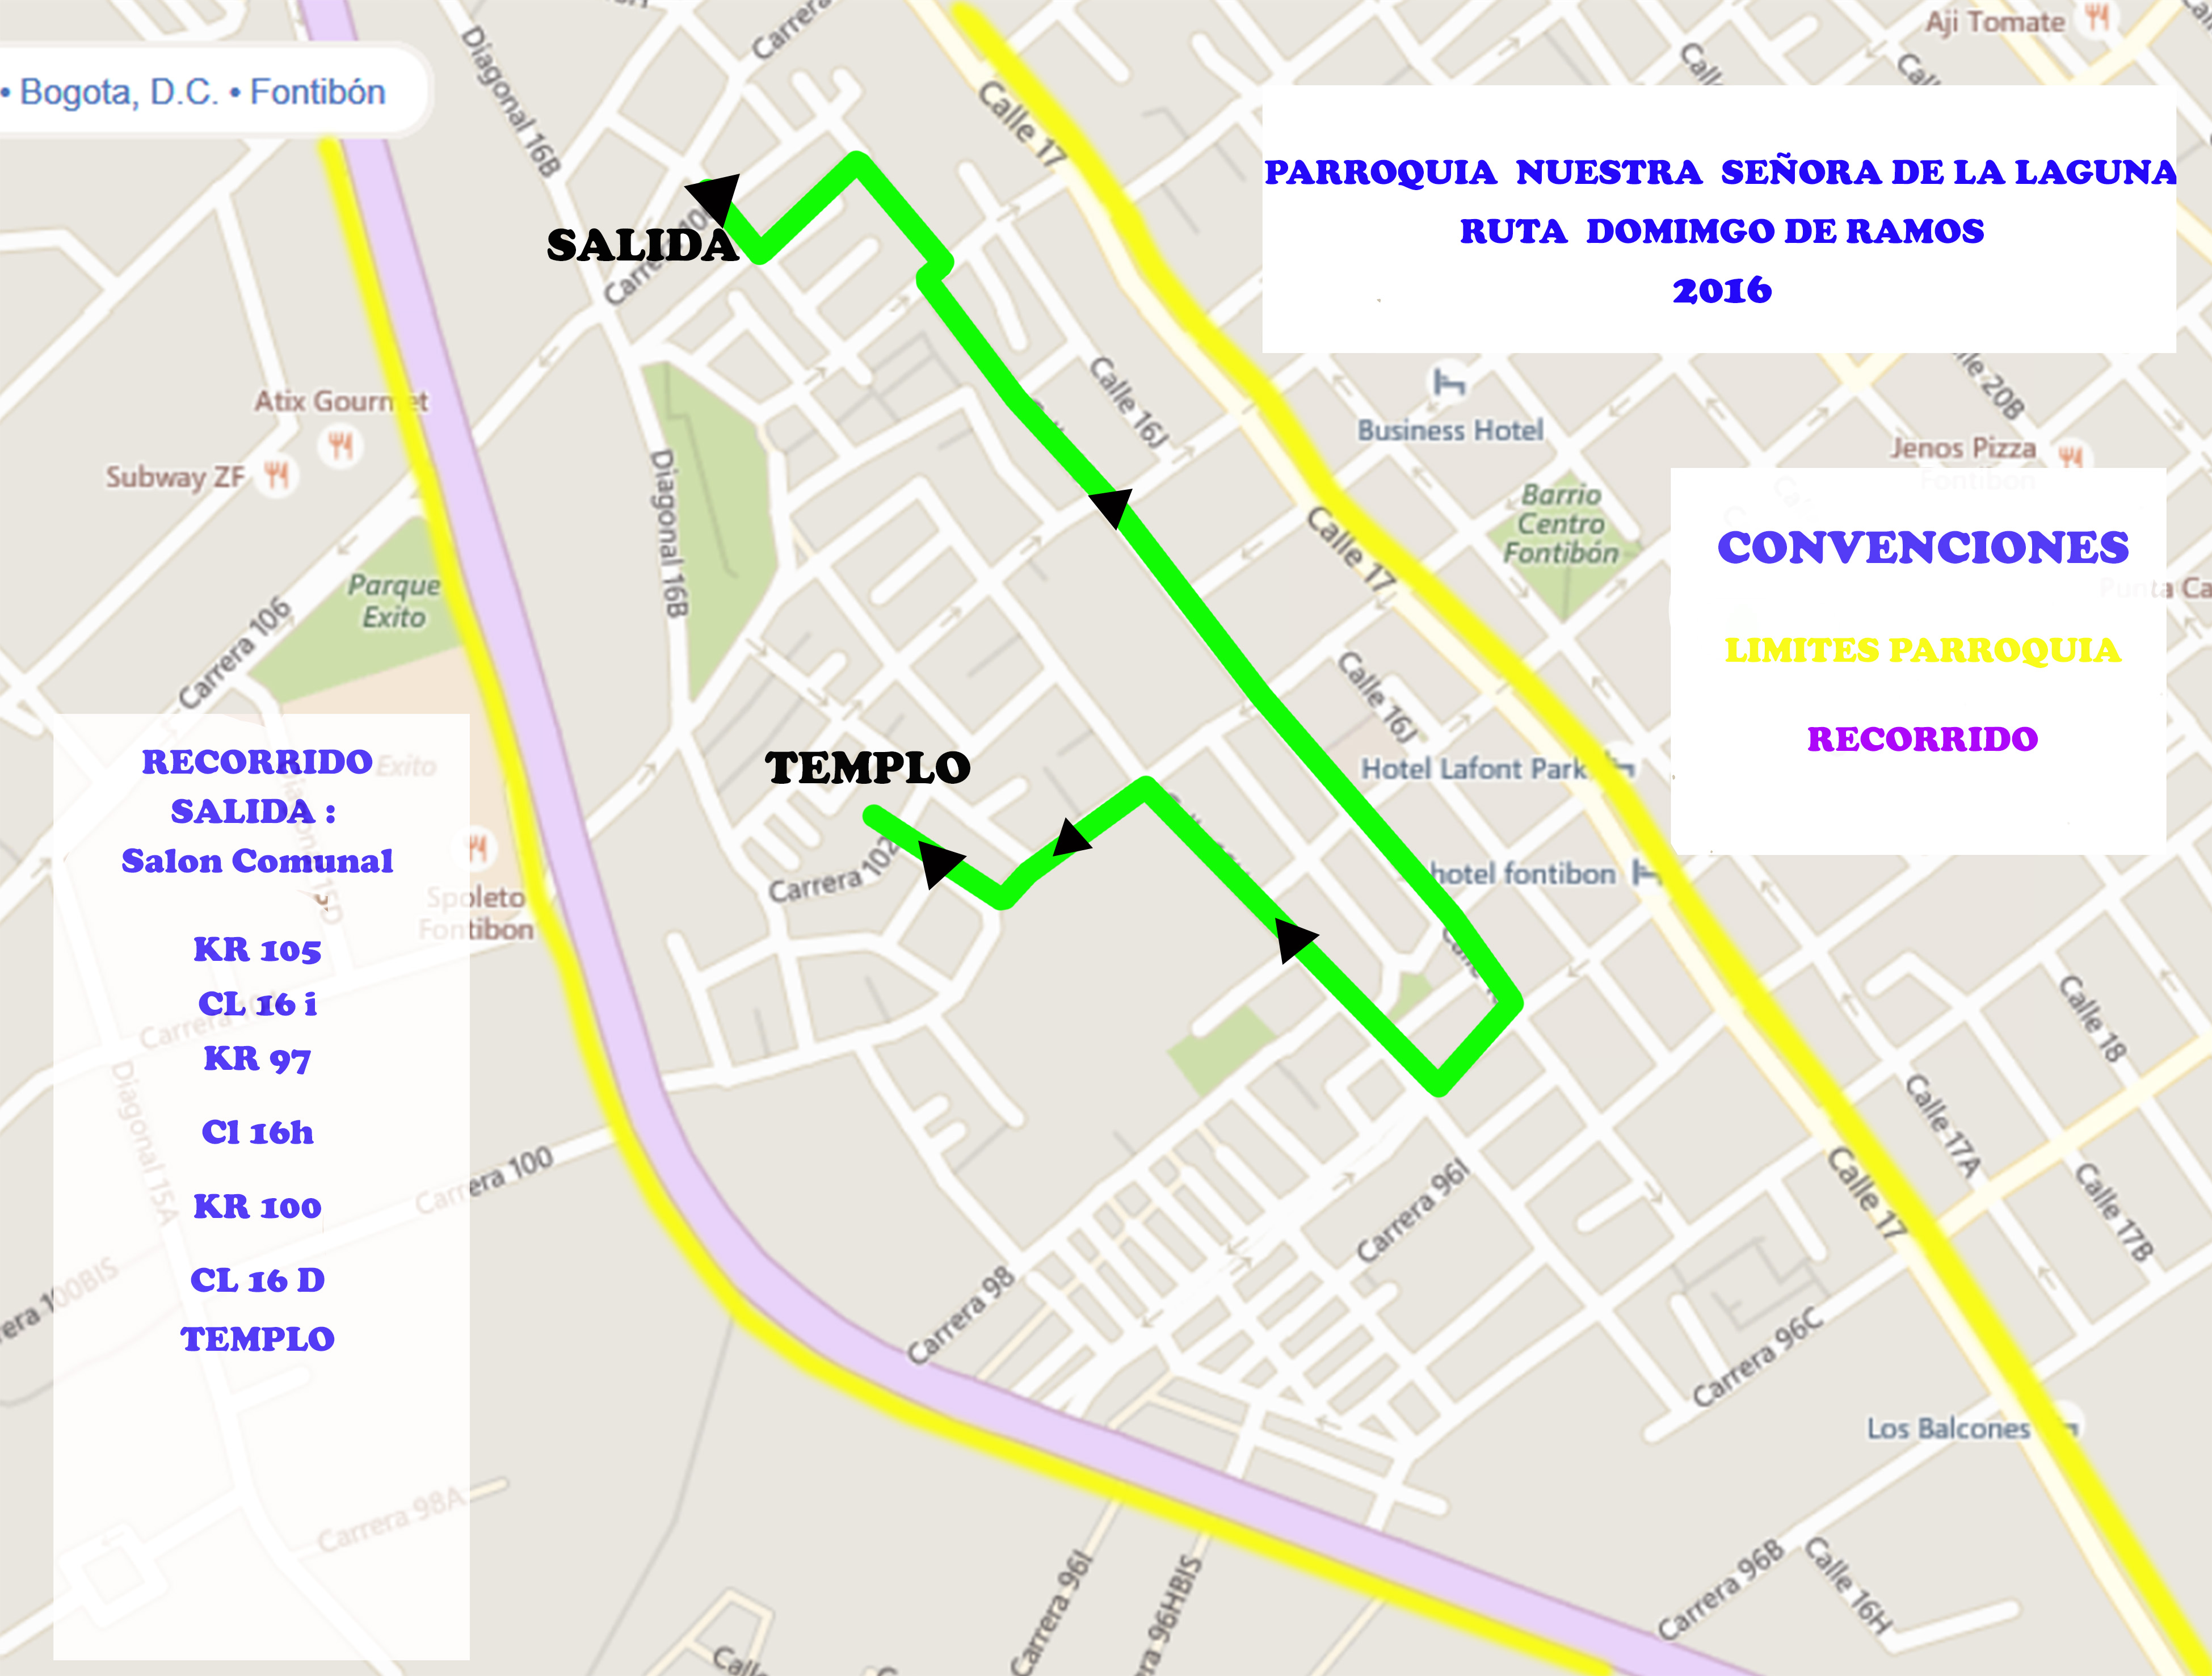 • Bogota, D.C. • Fontibón
PARROQUIA NUESTRA SEÑORA DE LA LAGUNA
RUTA DOMIMGO DE RAMOS
2016
CONVENCIONES
LIMITES PARROQUIA
RECORRIDO
SALIDA
TEMPLO
RECORRIDO
SALIDA :
Salon Comunal
KR 105
CL 16 i
KR 97
Cl 16h
KR 100
CL 16 D
TEMPLO
Aji Tomate
Carrera
Diagonal 16B
Calle 17
Atix Gourmet
Subway ZF
Parque
Exito
Carrera 106
Diagonal 16B
Calle 16J
Business Hotel
Calle 20B
Jenos Pizza
Fontibon
Barrio
Centro
Fontibón
Calle 17
Calle 16J
Hotel Lafont Park
hotel fontibon
Exito
Spoleto
Fontibon
Carrera 102
Calle 18
Calle 17A
Calle 17B
Calle 17
Diagonal 15A
Carrera 100
Carrera 98
Carrera 96I
Carrera 96C
Los Balcones
Carrera 98A
Carrera 96I
Carrera 96B
Calle 16H